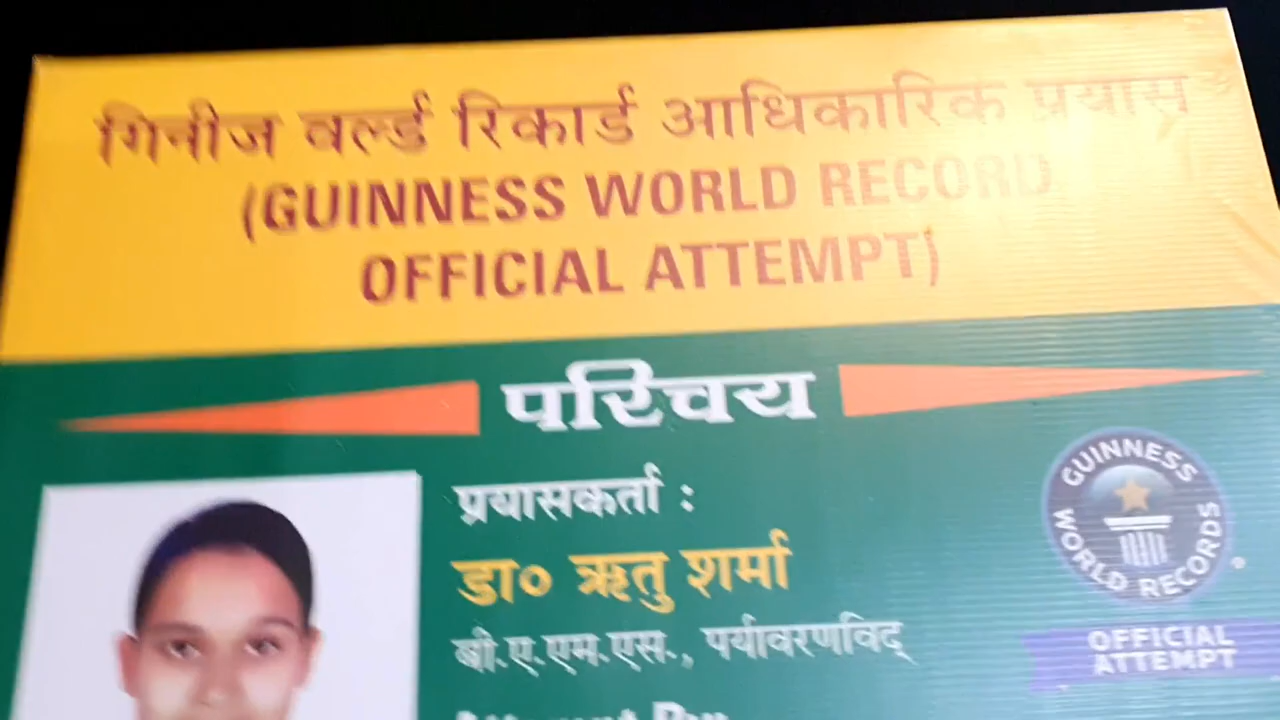 गिनीज वर्ल्ड रिकार्ड आधिकारिक प्रयास
(GUINNESS WORLD RECORD
OFFICIAL ATTEMPT)
परिचय
प्रयासकर्ता :
डा० ऋतु शर्मा
बी.ए.एम.एस., पर्यावरणविद्
GUINNESS
WORLD RECORDS
OFFICIAL
ATTEMPT